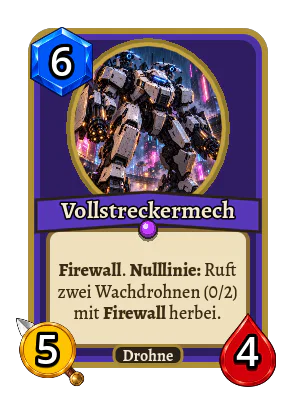 6
Vollstreckermech
Firewall. Nulllinie: Ruft
zwei Wachdrohnen (0/2)
mit Firewall herbei.
5
Drohne
4